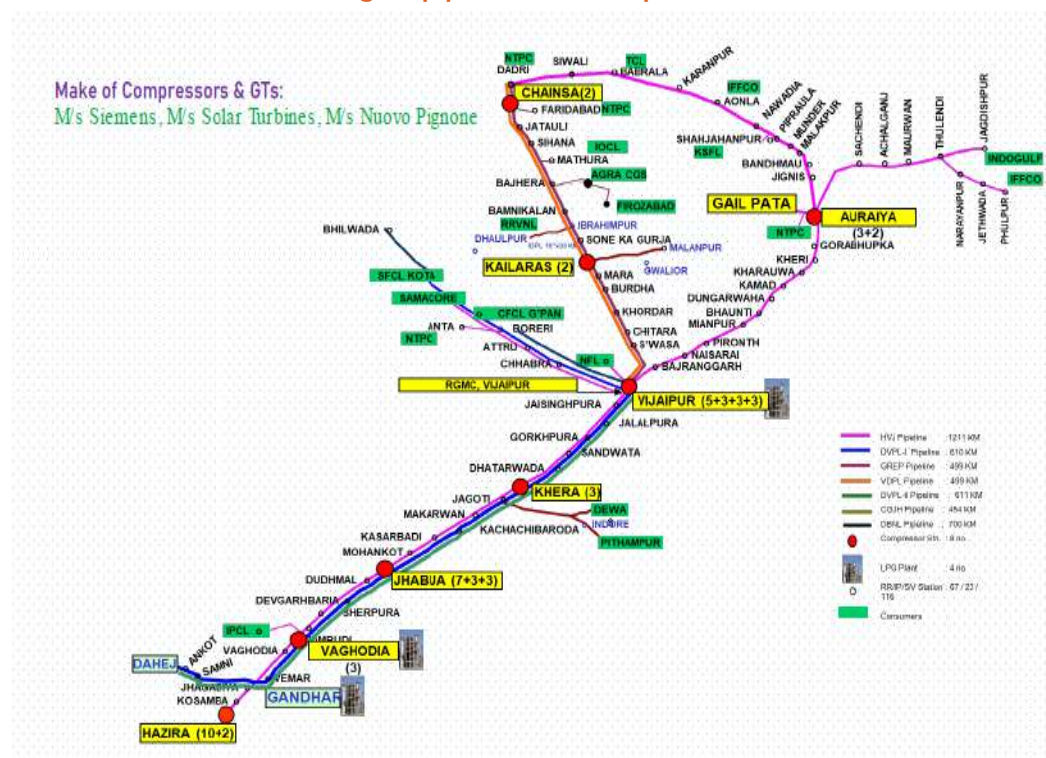 Make of Compressors & GTs:
M/s Siemens, M/s Solar Turbines, M/s Nuovo Pignone
NTPC
DADRI
SIWALI
TCL
BABRALA
KARANPUR
IFFCO
AONLA
NAWADIA
PIPRAULA
MUNDER
MALAKPUR
SHAHJAHANPUR
KSFL
BANDHMAU
JIGNIS
SACHENDI
ACHALGANJ
MAURWAN
THULENDI
JAGDISHPUR
INDOGULF
IFFCO
NARAYANPUR
JETHWADA
PHULPUR
CHAINSA(2)
FARIDABAD NTPC
JATAULI
SIHANA
MATHURA
IOCL
BAJHERA
AGRA CGS
FIROZABAD
GAIL PATA
AURAIYA
(3+2)
NTPC
GORABHUPKA
KHERI
KHARAUWA
KAMAD
DUNGARWAHA
BHAUNTI
MIANPUR
PIRONTH
NAISARAI
BAJRANGGARH
BAMNIKALAN
RRVNL
IBRAHIMPUR
DHAULPUR
SONE KA GURJA
MALANPUR
GWALIOR
KAILARAS (2)
MARA
BURDHA
KHORDAR
CHITARA
S'WASA
BHILWADA
SFCL KOTA
SAMACORE
CFCL G'PAN
ANTA
BORERI
NTPC
ATTRU
CHHABRA
NFL
RGMC, VIJAIPUR
VIJAIPUR (5+3+3+3)
JAISINGHPURA
JALALPURA
GORKHPURA
SANDWATA
DHATARWADA
KHERA (3)
JAGOTI
DEWA
INDORE
PITHAMPUR
MAKARWAN
KACHACHIBARODA
KASARBADI
MOHANKOT
JHABUA (7+3+3)
DUDHMAL
DEVGARHBARIA
SHERPURA
IPCL
VAGHODIA
VAGHODIA
(3)
DAHEJ
ANKOT
SAMNI
GANDHAR
KOSAMBA
HAZIRA (10+2)
HVJ Pipeline : 1211 KM
DVPL-I Pipeline : 610 KM
GREP Pipeline : 499 KM
VDPL Pipeline : 499 KM
DVPL-II Pipeline : 611 KM
CGJH Pipeline : 454 KM
DBNL Pipeline : 700 KM
Compressor Stn. : 8 no
LPG Plant : 4 no
RR/IP/SV Station : 67 / 23 /
116
Consumers